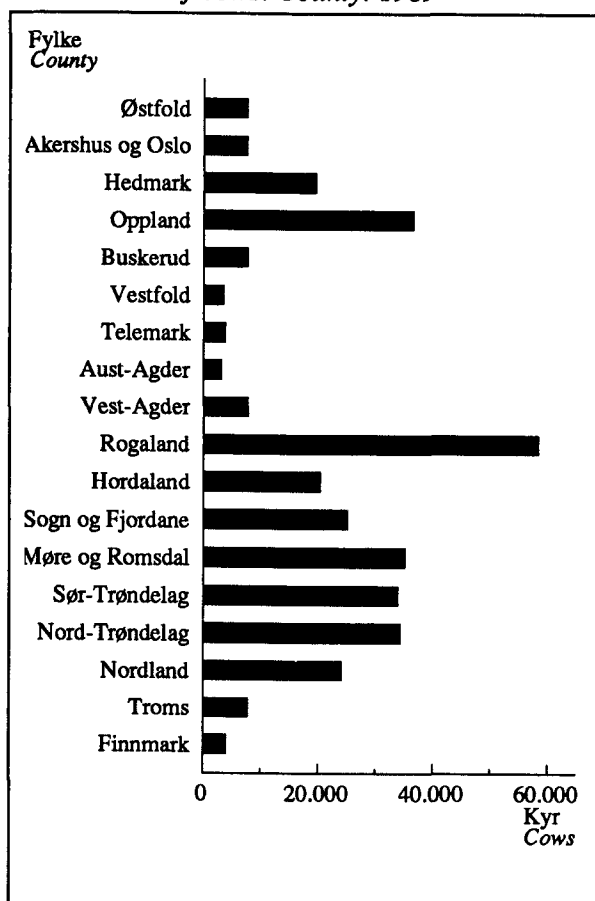 Fylke
County
Østfold
Akershus og Oslo
Hedmark
Oppland
Buskerud
Vestfold
Telemark
Aust-Agder
Vest-Agder
Rogaland
Hordaland
Sogn og Fjordane
Møre og Romsdal
Sør-Trøndelag
Nord-Trøndelag
Nordland
Troms
Finnmark
0 20.000 40.000 60.000
Kyr
Cows